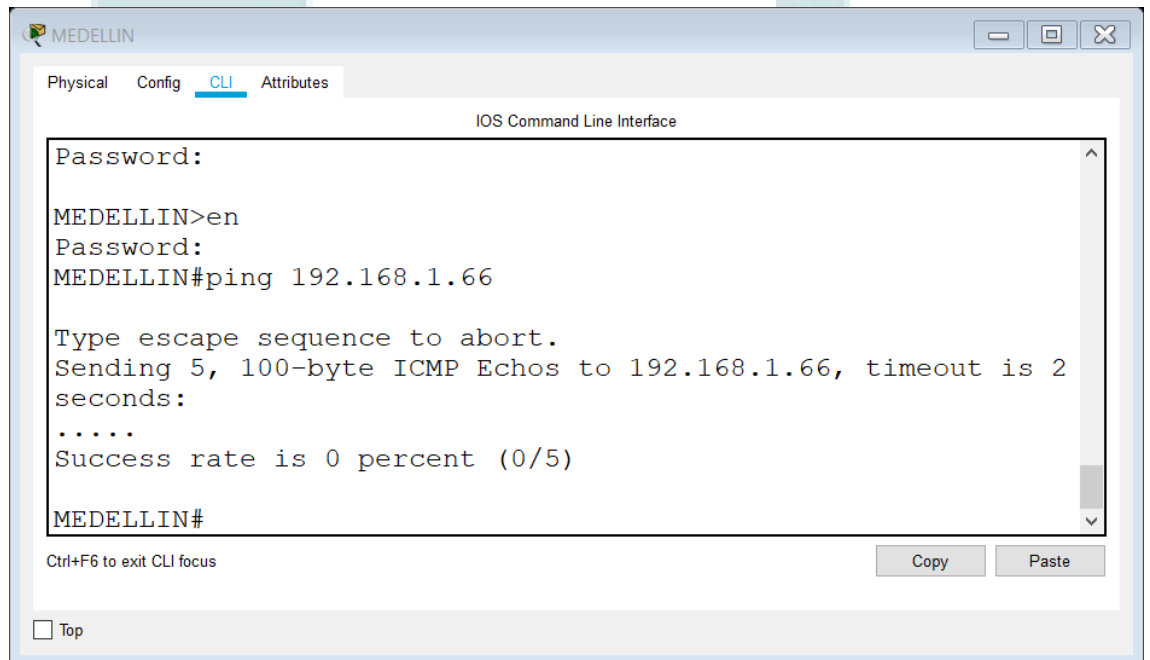 MEDELLIN
Physical Config CLI Attributes
IOS Command Line Interface
Password:
MEDELLIN>en
Password:
MEDELLIN#ping 192.168.1.66
Type escape sequence to abort.
Sending 5, 100-byte ICMP Echos to 192.168.1.66, timeout is 2
seconds:
.....
Success rate is 0 percent (0/5)
MEDELLIN#
Ctrl+F6 to exit CLI focus
Copy Paste
Top